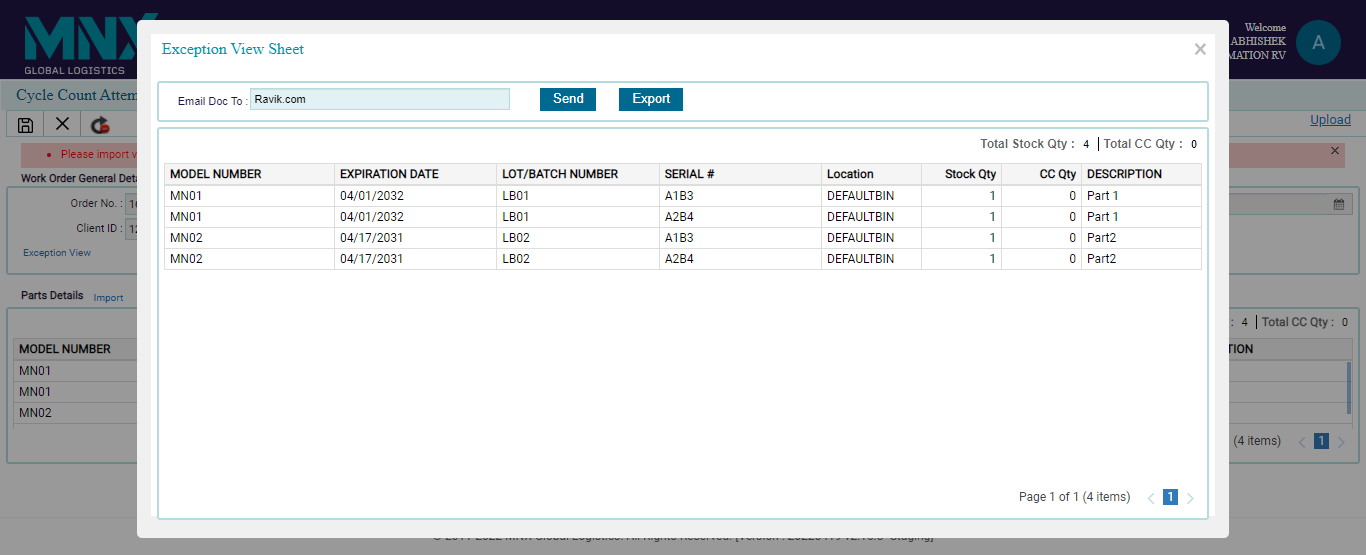 MNX
GLOBAL LOGISTICS
Welcome
ABHISHEK
MATION RV
A
Cycle Count Attem
Upload
Please import v
Work Order General Deta
Order No. : 16
Client ID : 12
Exception View
Parts Details Import
: 4 | Total CC Qty : 0
MODEL NUMBER
TION
MN01
MN01
MN02
(4 items) 1
Exception View Sheet
Email Doc To : Ravik.com Send Export
Total Stock Qty : 4 | Total CC Qty : 0
MODEL NUMBER EXPIRATION DATE LOT/BATCH NUMBER SERIAL # Location Stock Qty CC Qty DESCRIPTION
MN01 04/01/2032 LB01 A1B3 DEFAULTBIN 1 0 Part 1
MN01 04/01/2032 LB01 A2B4 DEFAULTBIN 1 0 Part 1
MN02 04/17/2031 LB02 A1B3 DEFAULTBIN 1 0 Part2
MN02 04/17/2031 LB02 A2B4 DEFAULTBIN 1 0 Part2
Page 1 of 1 (4 items) 1